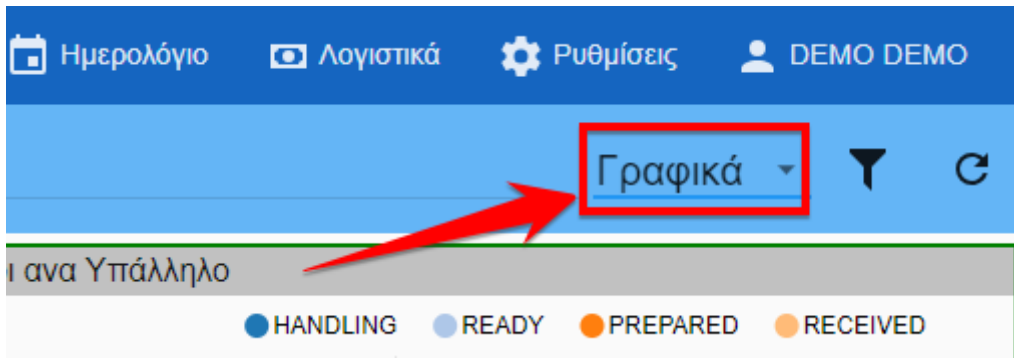 Ημερολόγιο Λογιστικά Ρυθμίσεις DEMO DEMO
Γραφικά
ανα Υπάλληλο
HANDLING READY PREPARED RECEIVED